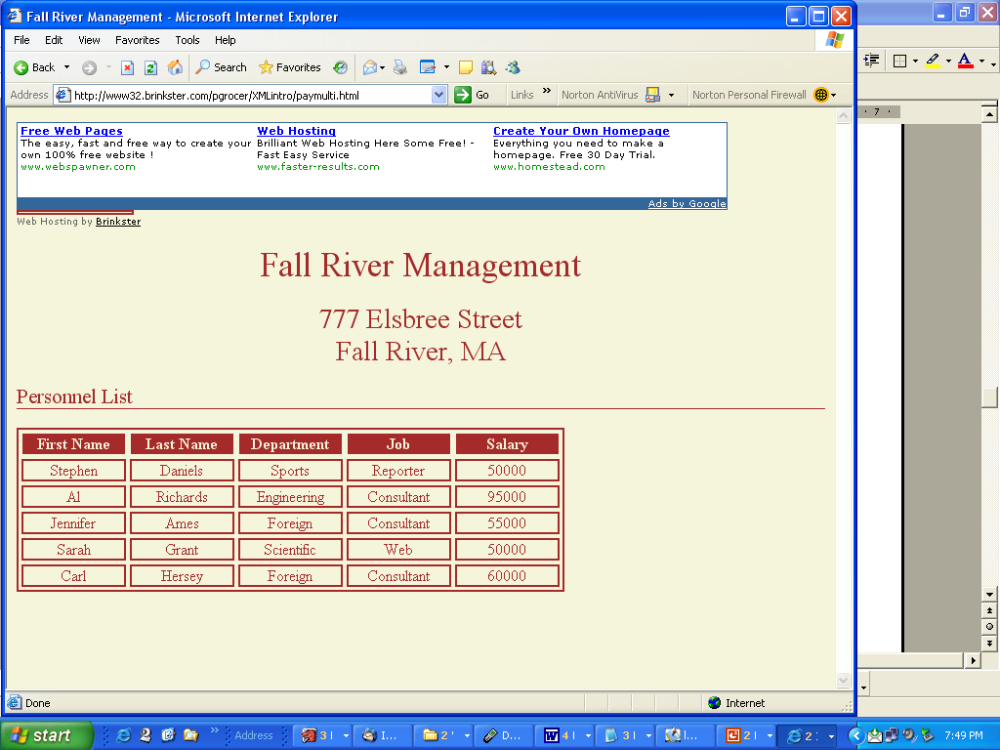 Fall River Management - Microsoft Internet Explorer
File Edit View Favorites Tools Help
Back Search Favorites
Address http://www32.brinkster.com/pgrocer/XMLintro/paymulti.html Go Links » Norton AntiVirus Norton Personal Firewall
Free Web Pages Web Hosting Create Your Own Homepage
The easy, fast and free way to create your Brilliant Web Hosting Here Some Free! - Everything you need to make a
own 100% free website ! Fast Easy Service homepage. Free 30 Day Trial.
www.webspawner.com www.faster-results.com www.homestead.com
Ads by Google
Web Hosting by Brinkster
Fall River Management
777 Elsbree Street
Fall River, MA
Personnel List
First Name Last Name Department Job Salary
Stephen Daniels Sports Reporter 50000
Al Richards Engineering Consultant 95000
Jennifer Ames Foreign Consultant 55000
Sarah Grant Scientific Web 50000
Carl Hersey Foreign Consultant 60000
Done Internet
start » Address 3 I I... 2 ' D... 4 I 3 I I... 2 I 2 : 7:49 PM
7